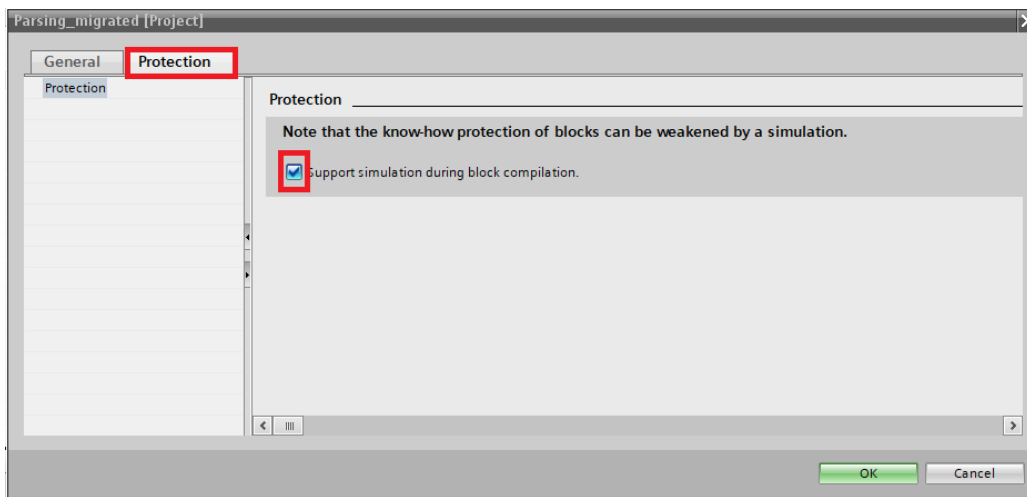 Parsing_migrated [Project]
General
Protection
Protection
Protection
Note that the know-how protection of blocks can be weakened by a simulation.
Support simulation during block compilation.
OK
Cancel